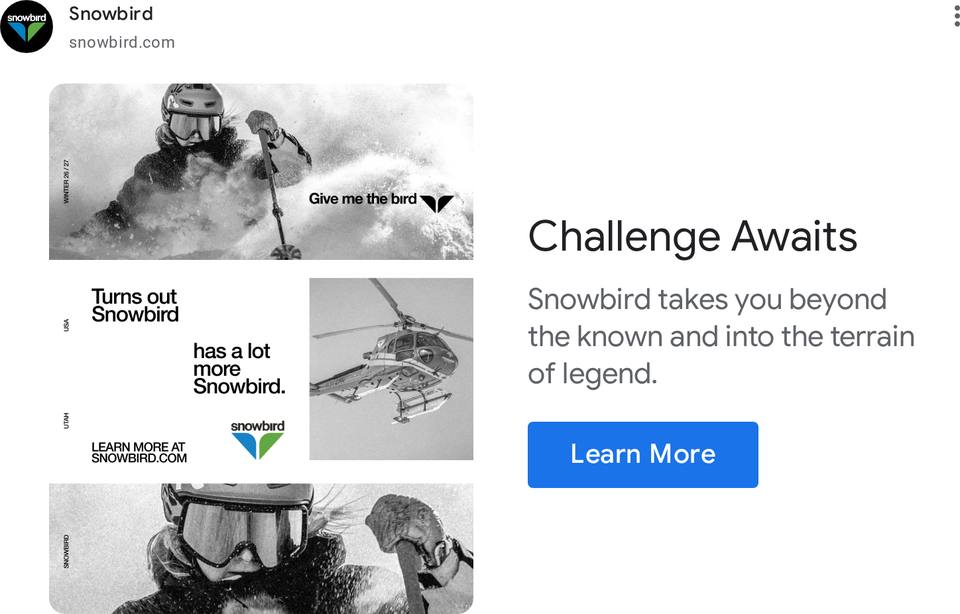 snowbird
Snowbird
snowbird.com
WINTER 26 / 27
Give me the bird
Turns out
Snowbird
has a lot
more
Snowbird.
USA
UTAH
LEARN MORE AT
SNOWBIRD.COM
snowbird
SNOWBIRD
Challenge Awaits
Snowbird takes you beyond
the known and into the terrain
of legend.
Learn More